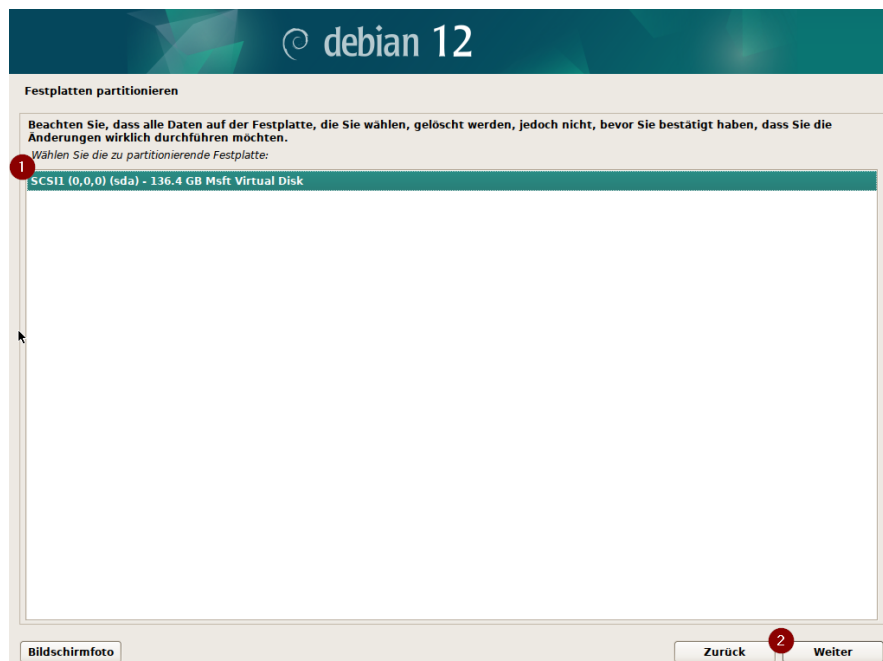 debian 12
Festplatten partitionieren
Beachten Sie, dass alle Daten auf der Festplatte, die Sie wählen, gelöscht werden, jedoch nicht, bevor Sie bestätigt haben, dass Sie die
Änderungen wirklich durchführen möchten.
Wählen Sie die zu partitionierende Festplatte:
1
SCSI1 (0,0,0) (sda) - 136.4 GB Msft Virtual Disk
2
Bildschirmfoto Zurück Weiter